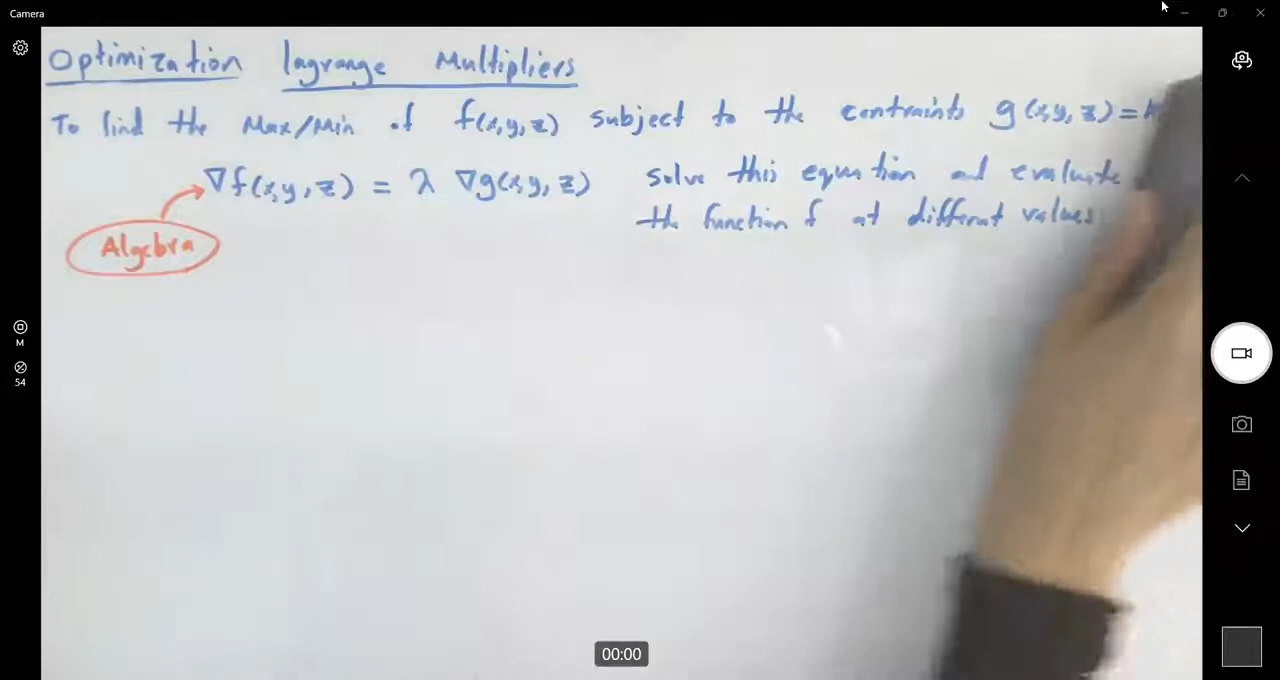 Camera
Optimization lagrange Multipliers
To find the Max/Min of f(x,y,z) subject to the contraints g(x,y,z)=
∇f(x,y,z) = λ ∇g(x,y,z)
solve this equation and evaluate
the function f at different values
Algebra
M
54
00:00